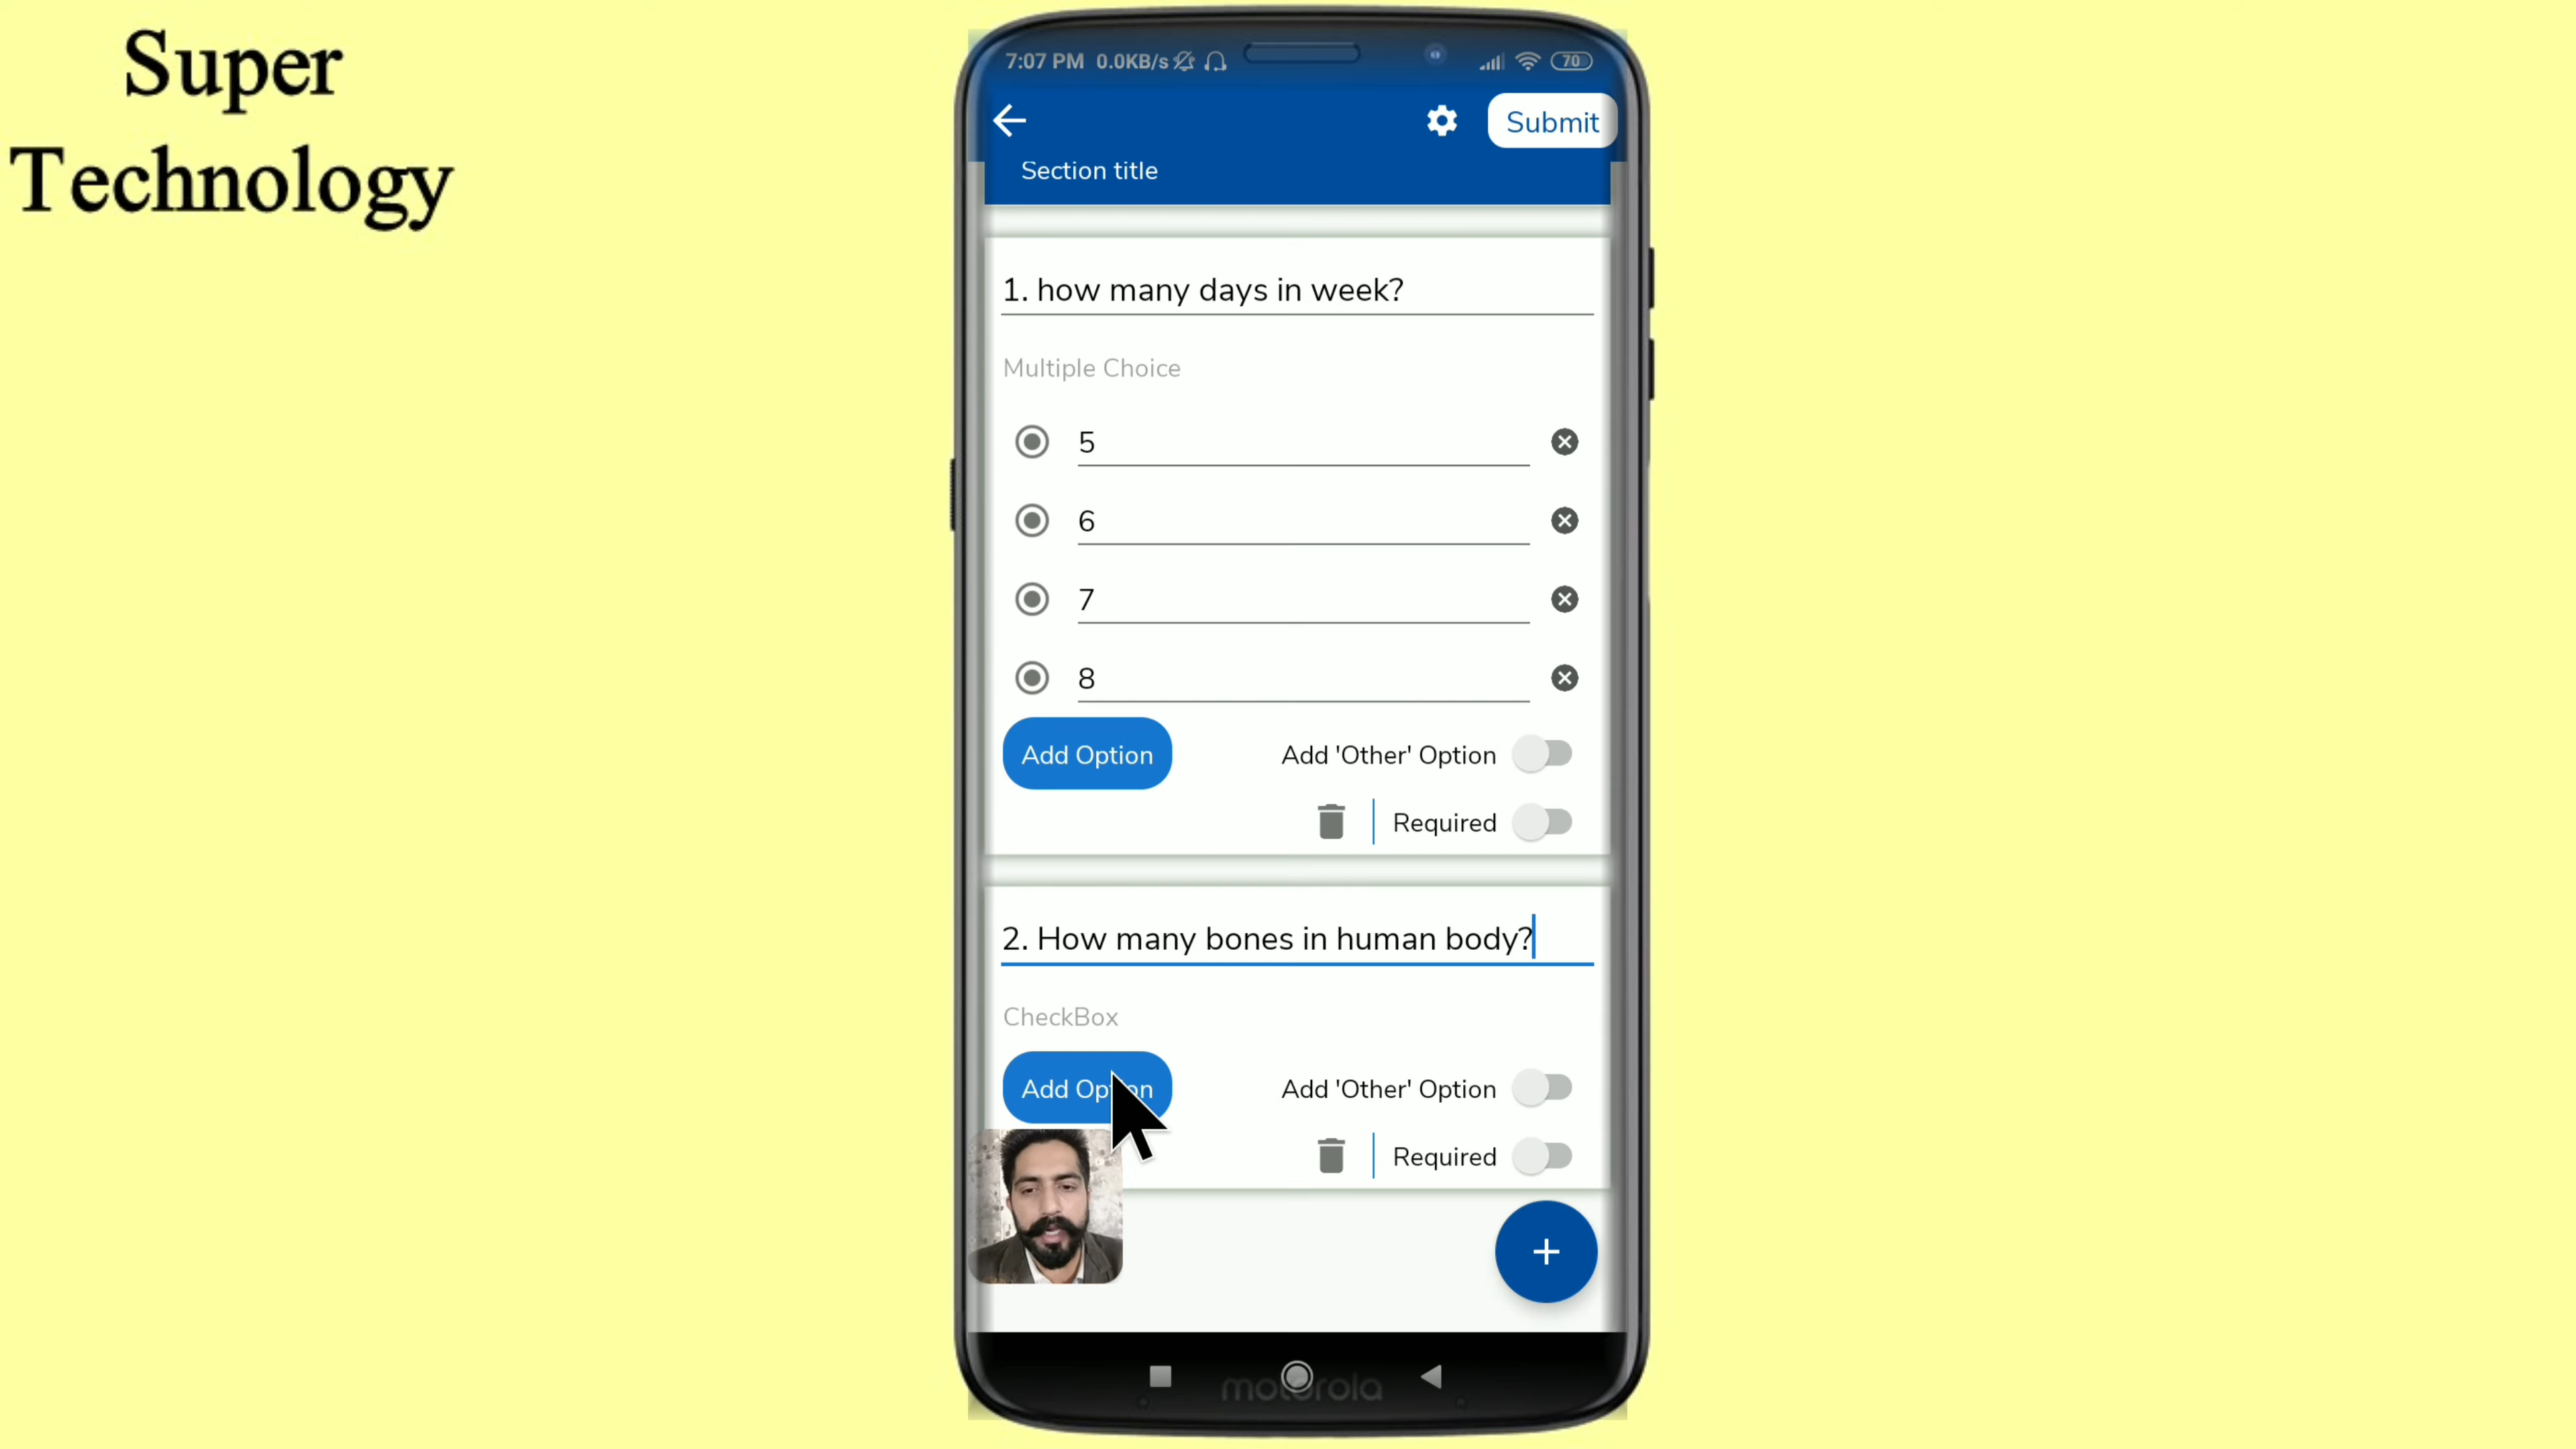 Super
Technology
7:07 PM 0.0KB/s 70
Submit
Section title
1. how many days in week?
Multiple Choice
5
6
7
8
Add Option Add 'Other' Option
Required
2. How many bones in human body?
CheckBox
Add Option Add 'Other' Option
Required
motorola